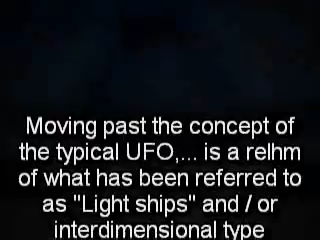 Moving past the concept of
the typical UFO,... is a relhm
of what has been referred to
as "Light ships" and / or
interdimensional type